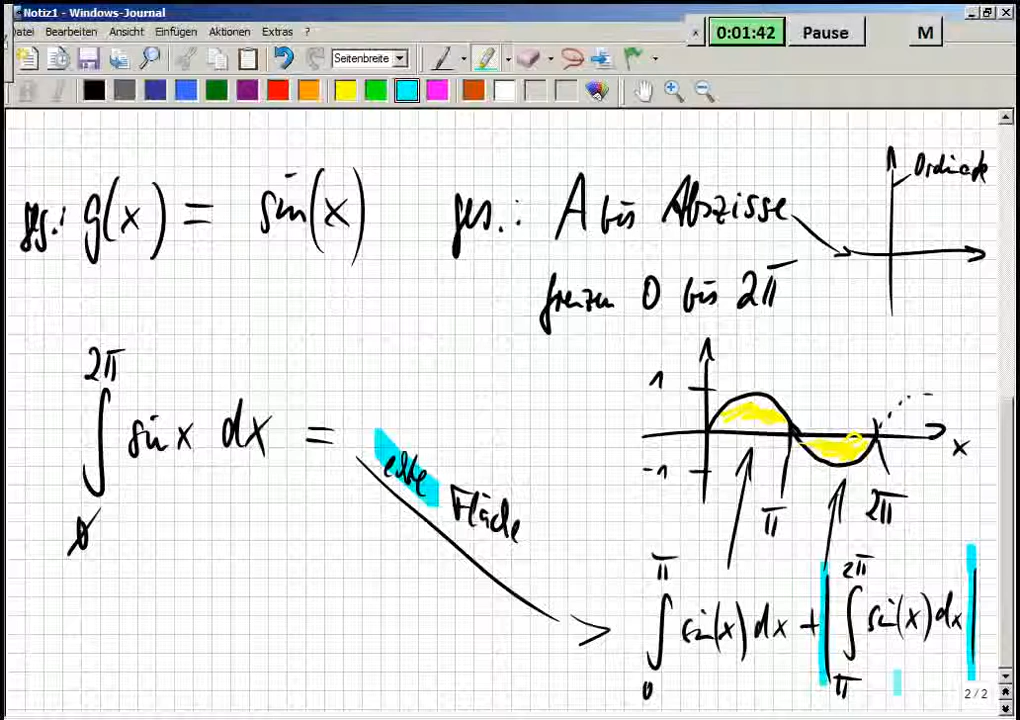 Notiz1 - Windows-Journal
Datei Bearbeiten Ansicht Einfügen Aktionen Extras ?
0:01:42 Pause M
Seitenbreite
geg.: g(x) = sin(x) ges.: A bis Abszisse
Ordinate
Grenzen 0 bis 2π
2π
∫ sin x dx =
0
echte Fläche
1
-1
x
π
2π
π 2π
∫ sin(x) dx + | ∫ sin(x) dx |
0 π
2 / 2